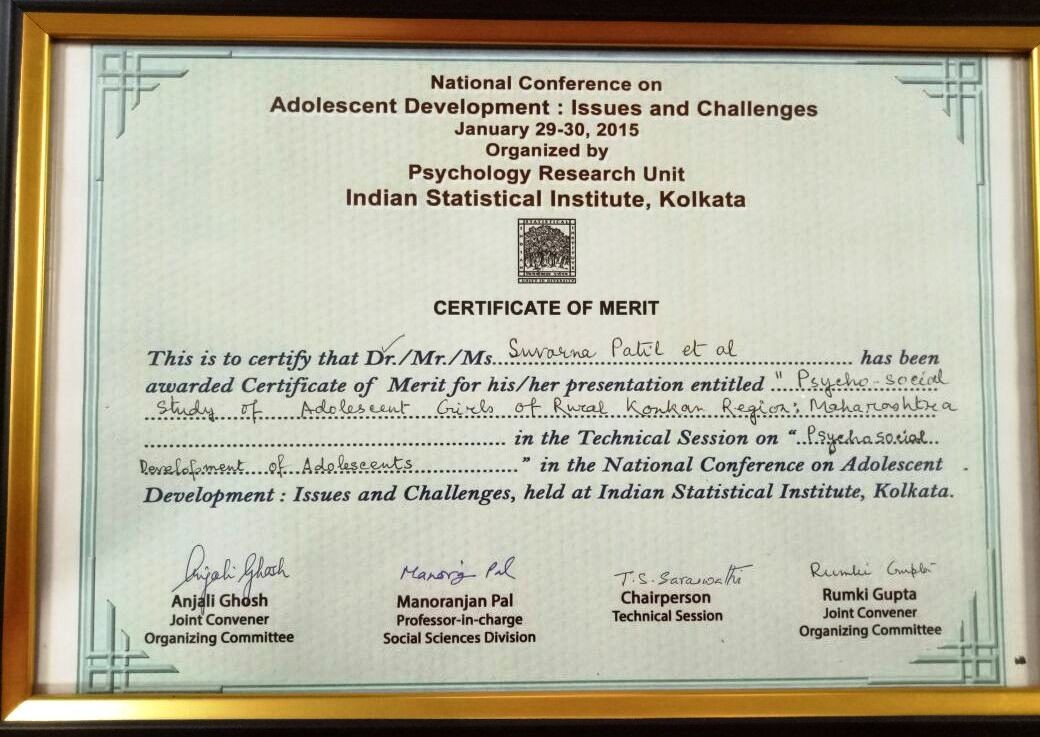 National Conference on
Adolescent Development : Issues and Challenges
January 29-30, 2015
Organized by
Psychology Research Unit
Indian Statistical Institute, Kolkata
CERTIFICATE OF MERIT
This is to certify that Dr./Mr./Ms. Suvarna Patil et al has been
awarded Certificate of Merit for his/her presentation entitled " Psycho-social
Study of Adolescent Girls of Rural Konkan Region: Maharashtra
in the Technical Session on " Psychosocial
Development of Adolescents " in the National Conference on Adolescent
Development : Issues and Challenges, held at Indian Statistical Institute, Kolkata.
Anjali Ghosh Manoranjan Pal T.S. Saraswathi Rumki Gupta
Anjali Ghosh Manoranjan Pal Chairperson Rumki Gupta
Joint Convener Professor-in-charge Technical Session Joint Convener
Organizing Committee Social Sciences Division Organizing Committee